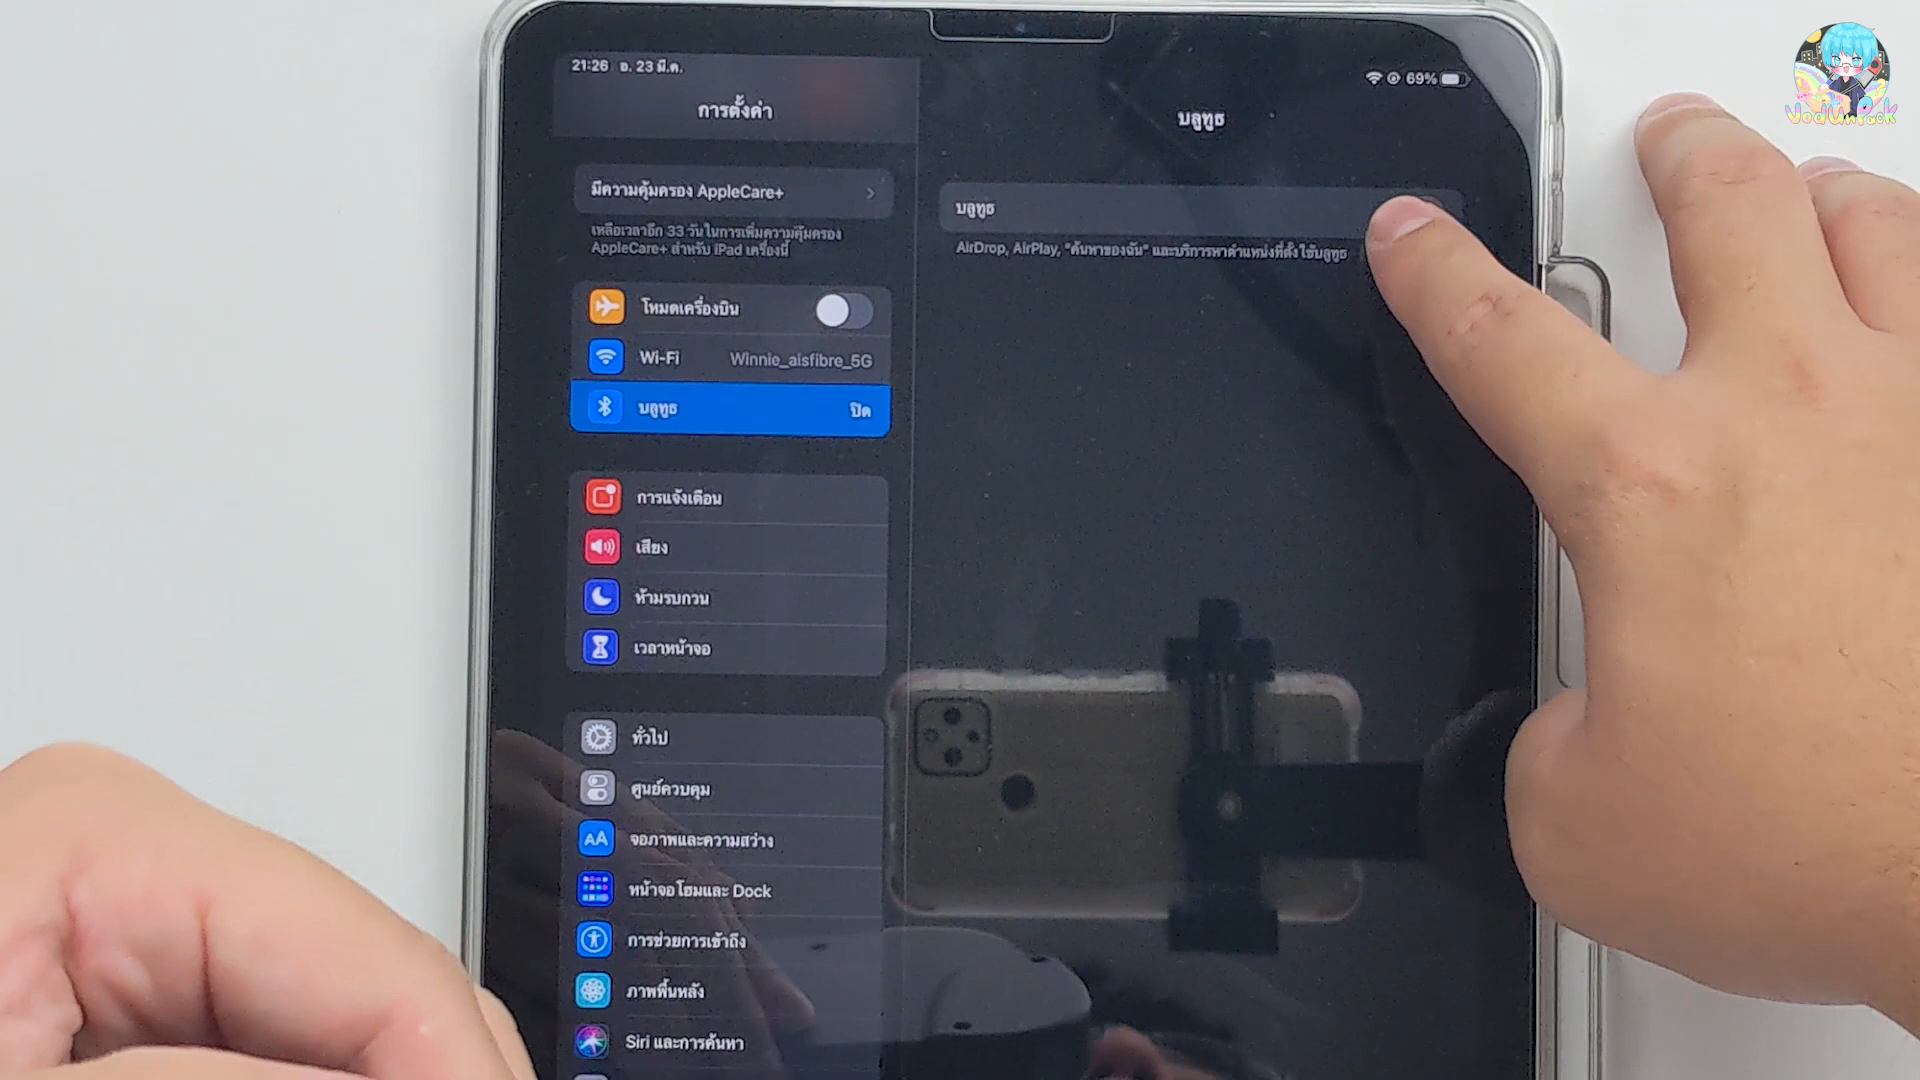 21:26 อ. 23 มี.ค.
69%
การตั้งค่า
บลูทูธ
มีความคุ้มครอง AppleCare+
เหลือเวลาอีก 33 วันในการเพิ่มความคุ้มครอง
AppleCare+ สำหรับ iPad เครื่องนี้
บลูทูธ
AirDrop, AirPlay, "ค้นหาของฉัน" และบริการหาตำแหน่งที่ตั้งใช้บลูทูธ
โหมดเครื่องบิน
Wi-Fi Winnie_aisfibre_5G
บลูทูธ ปิด
การแจ้งเตือน
เสียง
ห้ามรบกวน
เวลาหน้าจอ
ทั่วไป
ศูนย์ควบคุม
AA จอภาพและความสว่าง
หน้าจอโฮมและ Dock
การช่วยการเข้าถึง
ภาพพื้นหลัง
Siri และการค้นหา